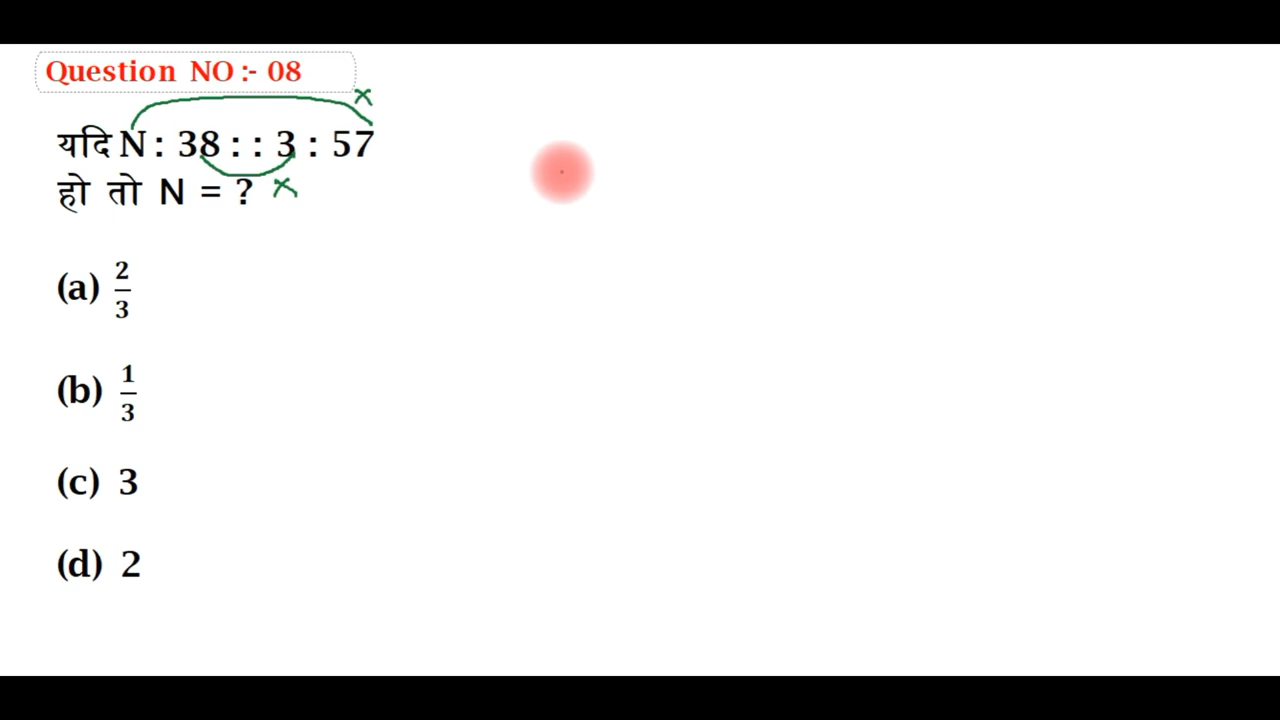 Question NO :- 08
×
यदि N : 38 : : 3 : 57
हो तो N = ? ×
(a) 2/3
(b) 1/3
(c) 3
(d) 2